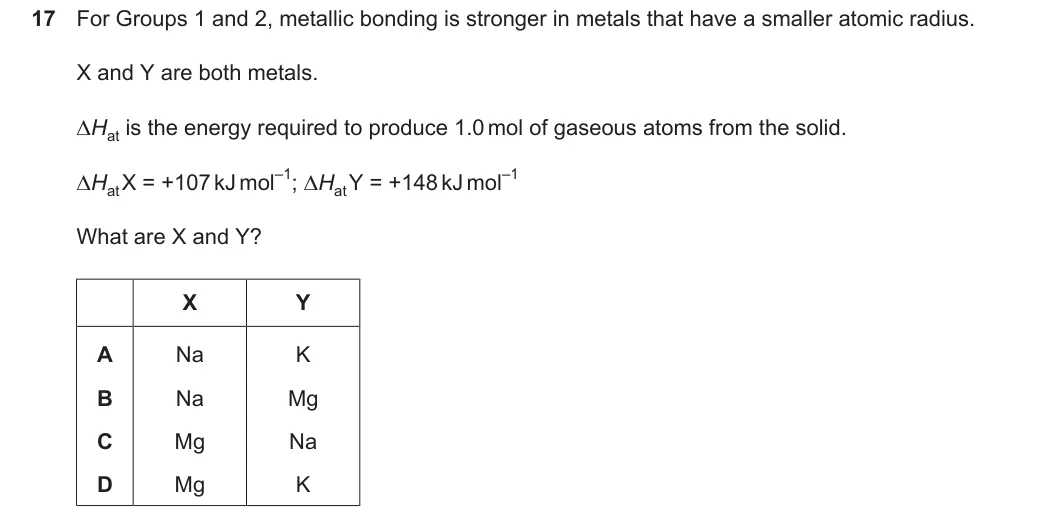 17 For Groups 1 and 2, metallic bonding is stronger in metals that have a smaller atomic radius.
X and Y are both metals.
ΔHat is the energy required to produce 1.0 mol of gaseous atoms from the solid.
ΔHatX = +107 kJ mol⁻¹; ΔHatY = +148 kJ mol⁻¹
What are X and Y?
X Y
A Na K
B Na Mg
C Mg Na
D Mg K